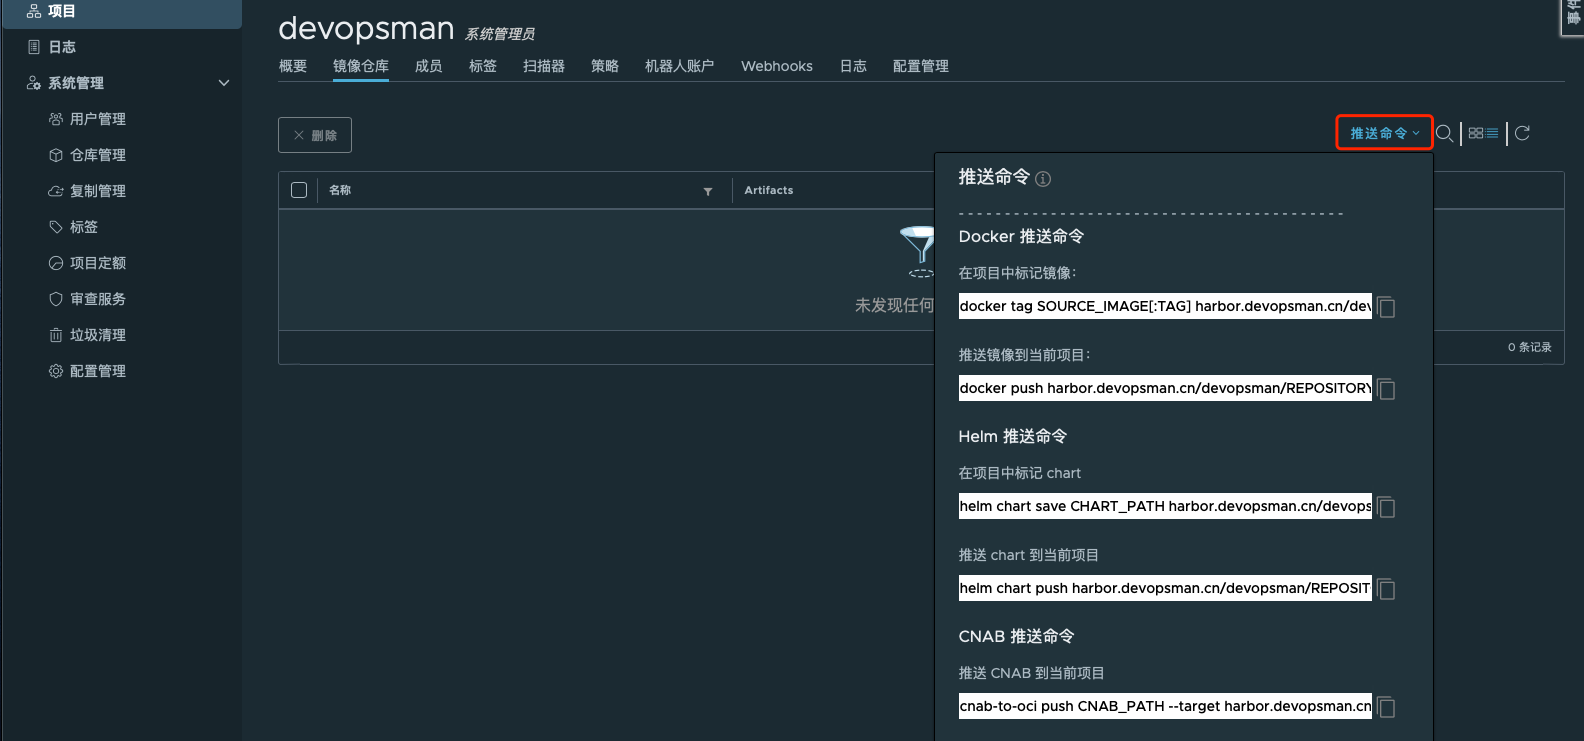 项目
日志
系统管理
用户管理
仓库管理
复制管理
标签
项目定额
审查服务
垃圾清理
配置管理
devopsman 系统管理员
概要 镜像仓库 成员 标签 扫描器 策略 机器人账户 Webhooks 日志 配置管理
× 删除
推送命令
名称 Artifacts
未发现任何
0 条记录
推送命令
Docker 推送命令
在项目中标记镜像：
docker tag SOURCE_IMAGE[:TAG] harbor.devopsman.cn/dev
推送镜像到当前项目：
docker push harbor.devopsman.cn/devopsman/REPOSITORY
Helm 推送命令
在项目中标记 chart
helm chart save CHART_PATH harbor.devopsman.cn/devops
推送 chart 到当前项目
helm chart push harbor.devopsman.cn/devopsman/REPOSIT
CNAB 推送命令
推送 CNAB 到当前项目
cnab-to-oci push CNAB_PATH --target harbor.devopsman.cn
事件